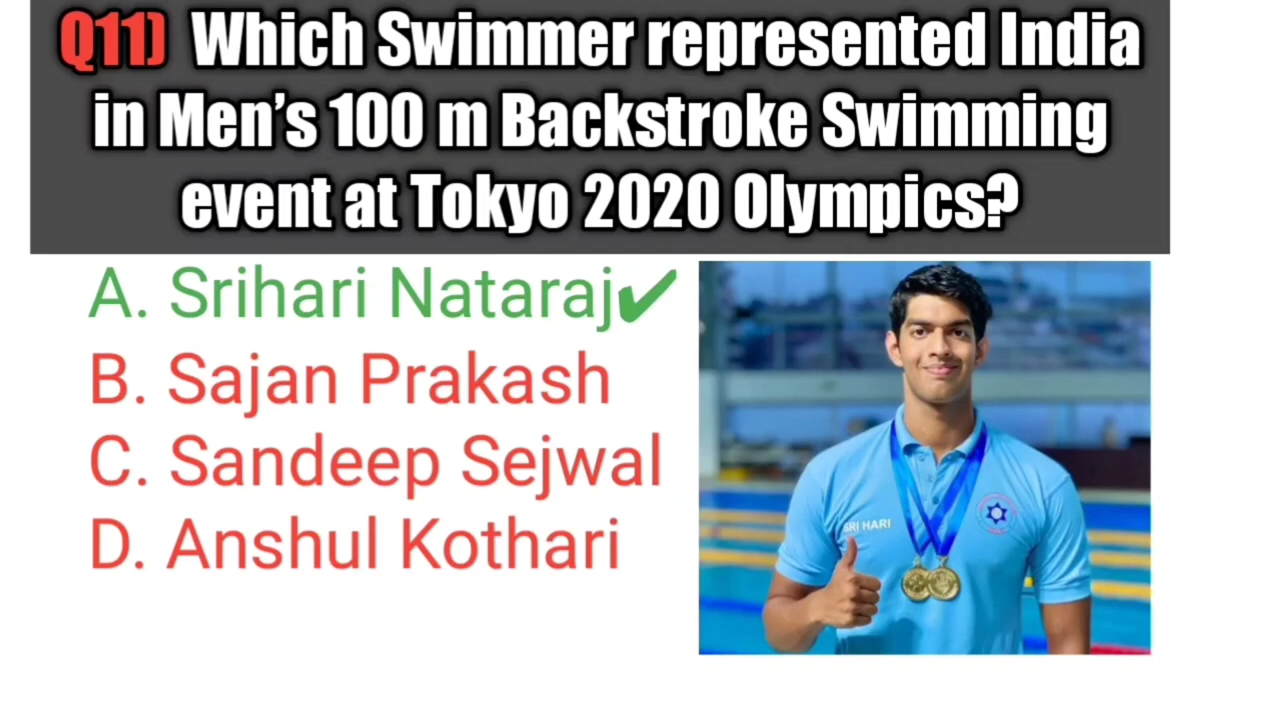 Q11) Which Swimmer represented India
in Men's 100 m Backstroke Swimming
event at Tokyo 2020 Olympics?
A. Srihari Nataraj✔
B. Sajan Prakash
C. Sandeep Sejwal
D. Anshul Kothari
SRI HARI